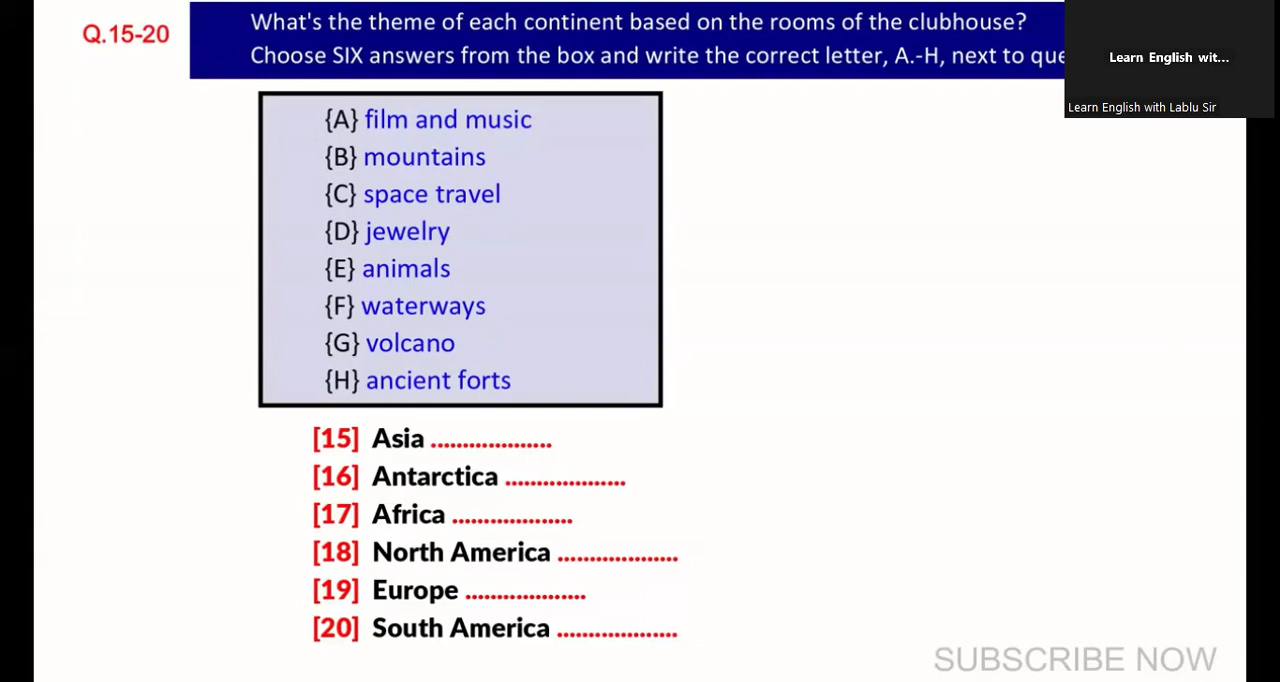 Q.15-20
What's the theme of each continent based on the rooms of the clubhouse?
Choose SIX answers from the box and write the correct letter, A.-H, next to que
Learn English wit...
Learn English with Lablu Sir
{A} film and music
{B} mountains
{C} space travel
{D} jewelry
{E} animals
{F} waterways
{G} volcano
{H} ancient forts
[15] Asia ...................
[16] Antarctica ...................
[17] Africa ...................
[18] North America ...................
[19] Europe ...................
[20] South America ...................
SUBSCRIBE NOW